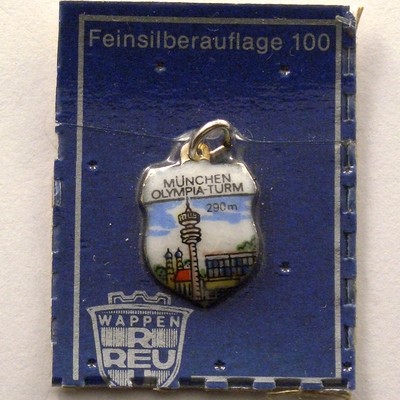 Feinsilberauflage 100
MÜNCHEN
OLYMPIA-TURM
290m
WAPPEN
R
REU